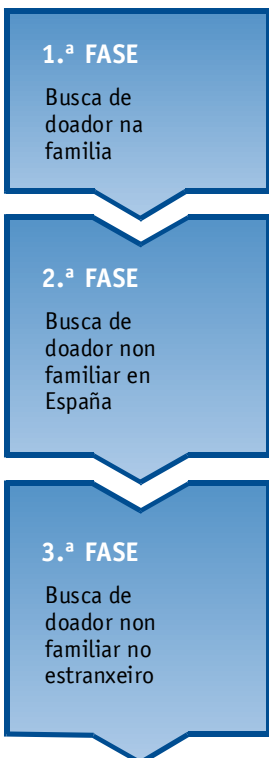 1.ª FASE
Busca de
doador na
familia
2.ª FASE
Busca de
doador non
familiar en
España
3.ª FASE
Busca de
doador non
familiar no
estranxeiro